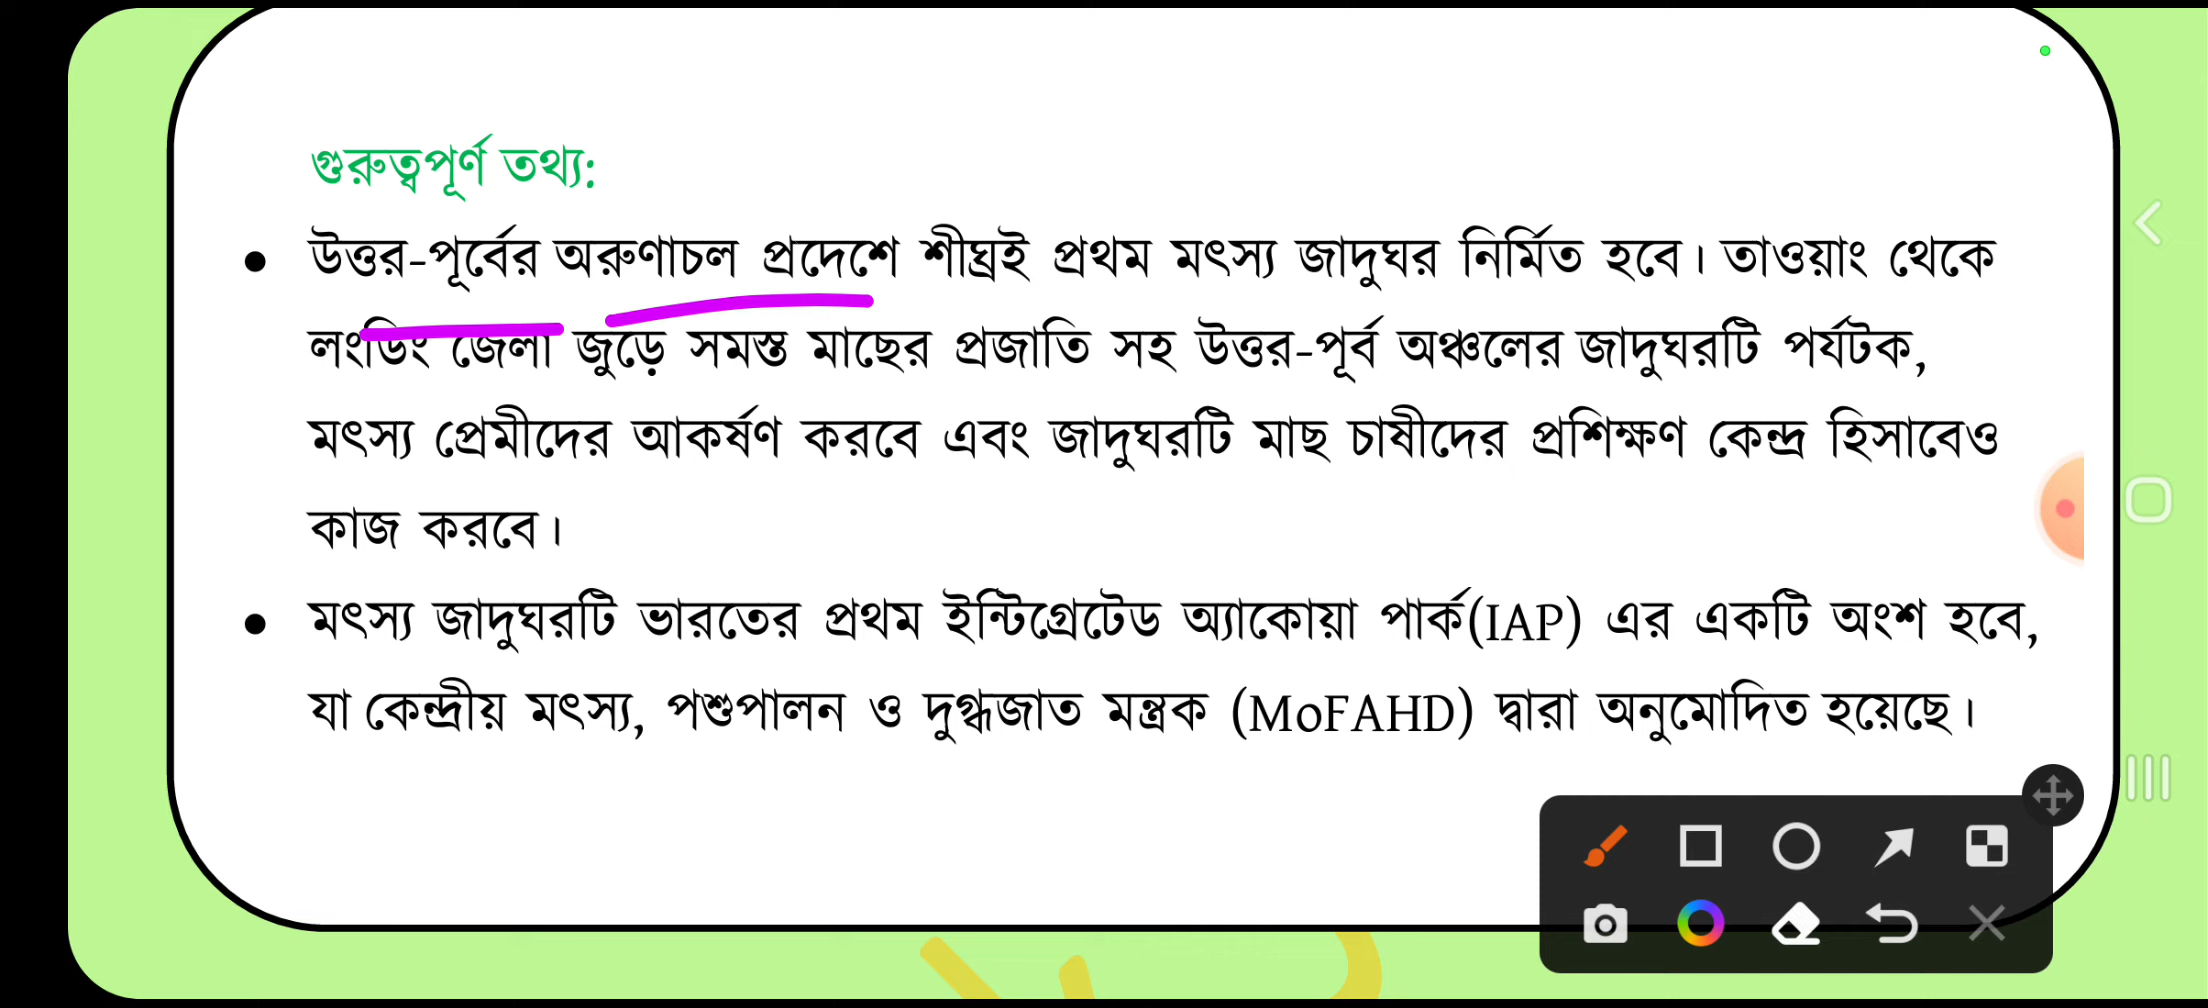 গুরুত্বপূর্ণ তথ্য:
• উত্তর-পূর্বের অরুণাচল প্রদেশে শীঘ্রই প্রথম মৎস্য জাদুঘর নির্মিত হবে। তাওয়াং থেকে
লংডিং জেলা জুড়ে সমস্ত মাছের প্রজাতি সহ উত্তর-পূর্ব অঞ্চলের জাদুঘরটি পর্যটক,
মৎস্য প্রেমীদের আকর্ষণ করবে এবং জাদুঘরটি মাছ চাষীদের প্রশিক্ষণ কেন্দ্র হিসাবেও
কাজ করবে।
• মৎস্য জাদুঘরটি ভারতের প্রথম ইন্টিগ্রেটেড অ্যাকোয়া পার্ক(IAP) এর একটি অংশ হবে,
যা কেন্দ্রীয় মৎস্য, পশুপালন ও দুগ্ধজাত মন্ত্রক (MoFAHD) দ্বারা অনুমোদিত হয়েছে।